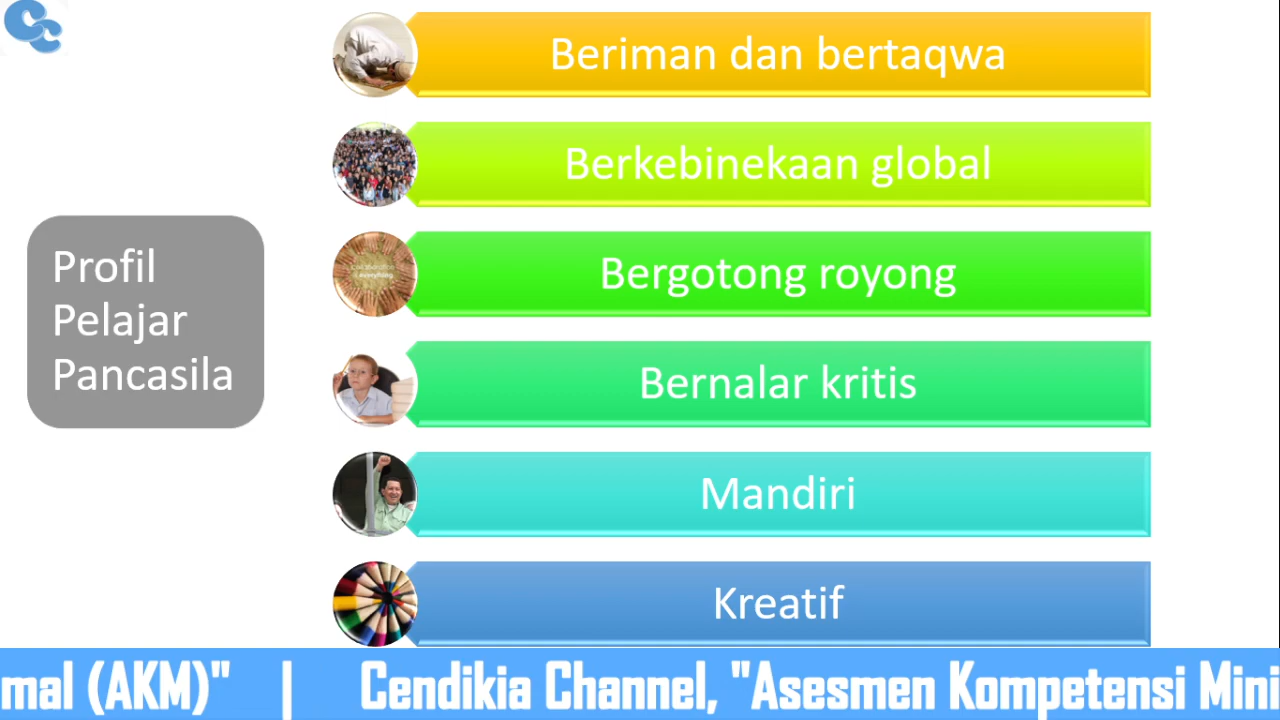 Profil
Pelajar
Pancasila
Beriman dan bertaqwa
Berkebinekaan global
Bergotong royong
Bernalar kritis
Mandiri
Kreatif
mal (AKM)" | Cendikia Channel, "Asesmen Kompetensi Mini